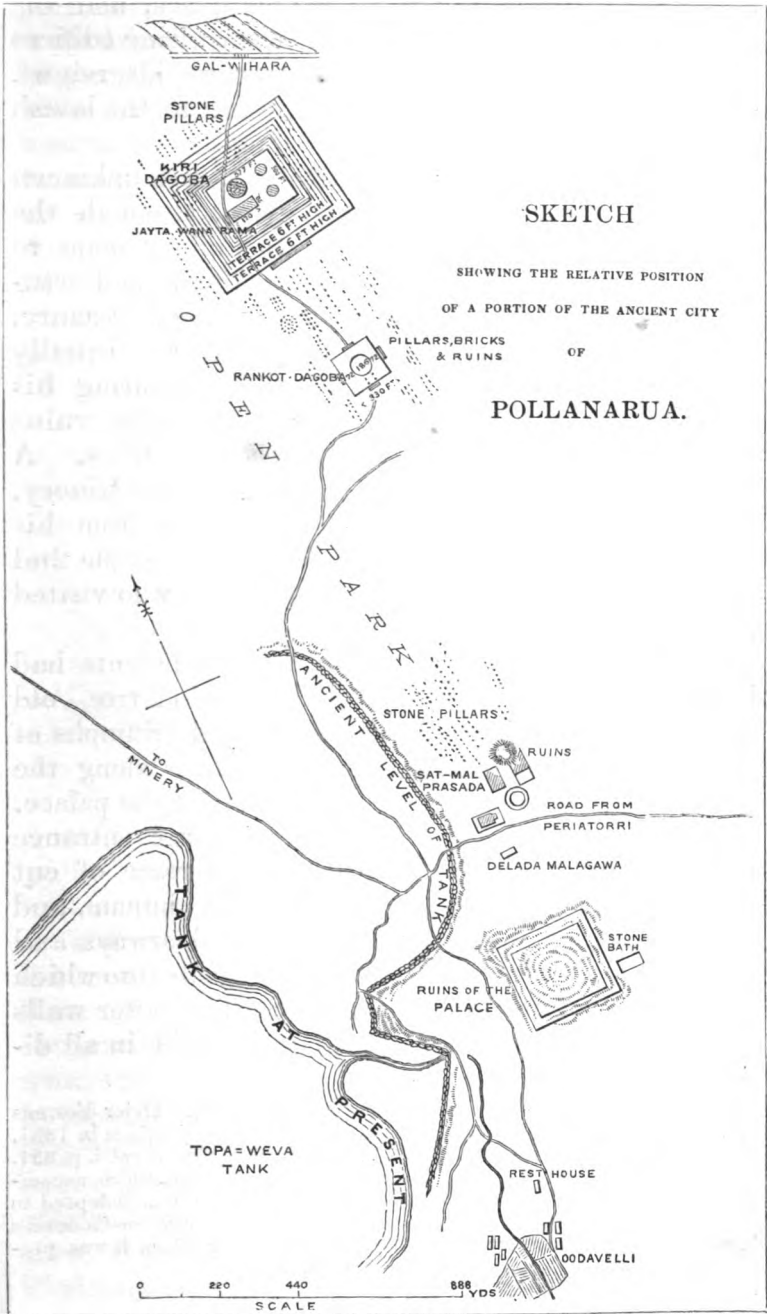 GAL-WIHARA
STONE
PILLARS
KIRI
DAGOBA
JAYTA WANA RAMA
TERRACE 6 FT HIGH
TERRACE 6 FT HIGH
SKETCH
SHOWING THE RELATIVE POSITION
OF A PORTION OF THE ANCIENT CITY
OF
POLLANARUA.
PILLARS, BRICKS
& RUINS
RANKOT-DAGOBA
OPEN PARK
ANCIENT LEVEL OF TANK
STONE PILLARS
RUINS
SAT-MAL
PRASADA
TO
MINERY
ROAD FROM
PERIATORRI
DELADA MALAGAWA
STONE
BATH
RUINS OF THE
PALACE
TANK AT PRESENT
TOPA=WEVA
TANK
REST HOUSE
OODAVELLI
0 220 440 888 YDS
SCALE